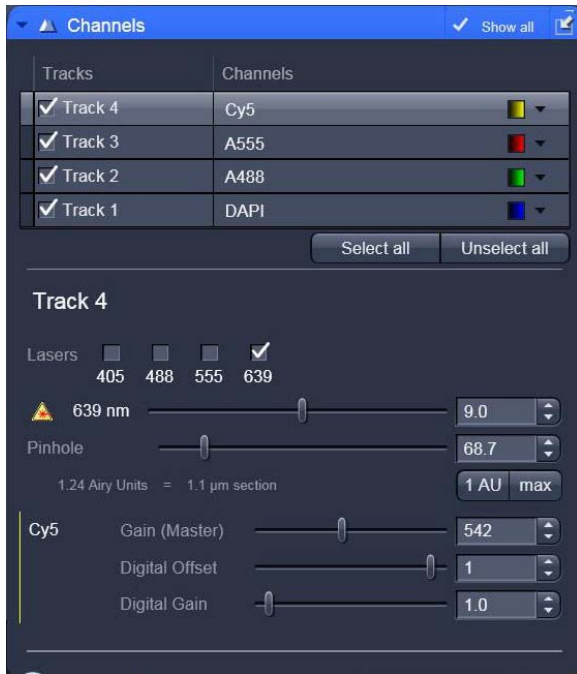 Channels Show all
Tracks Channels
Track 4 Cy5
Track 3 A555
Track 2 A488
Track 1 DAPI
Select all Unselect all
Track 4
Lasers
405 488 555 639
639 nm 9.0
Pinhole 68.7
1.24 Airy Units = 1.1 µm section 1 AU max
Cy5 Gain (Master) 542
Digital Offset 1
Digital Gain 1.0